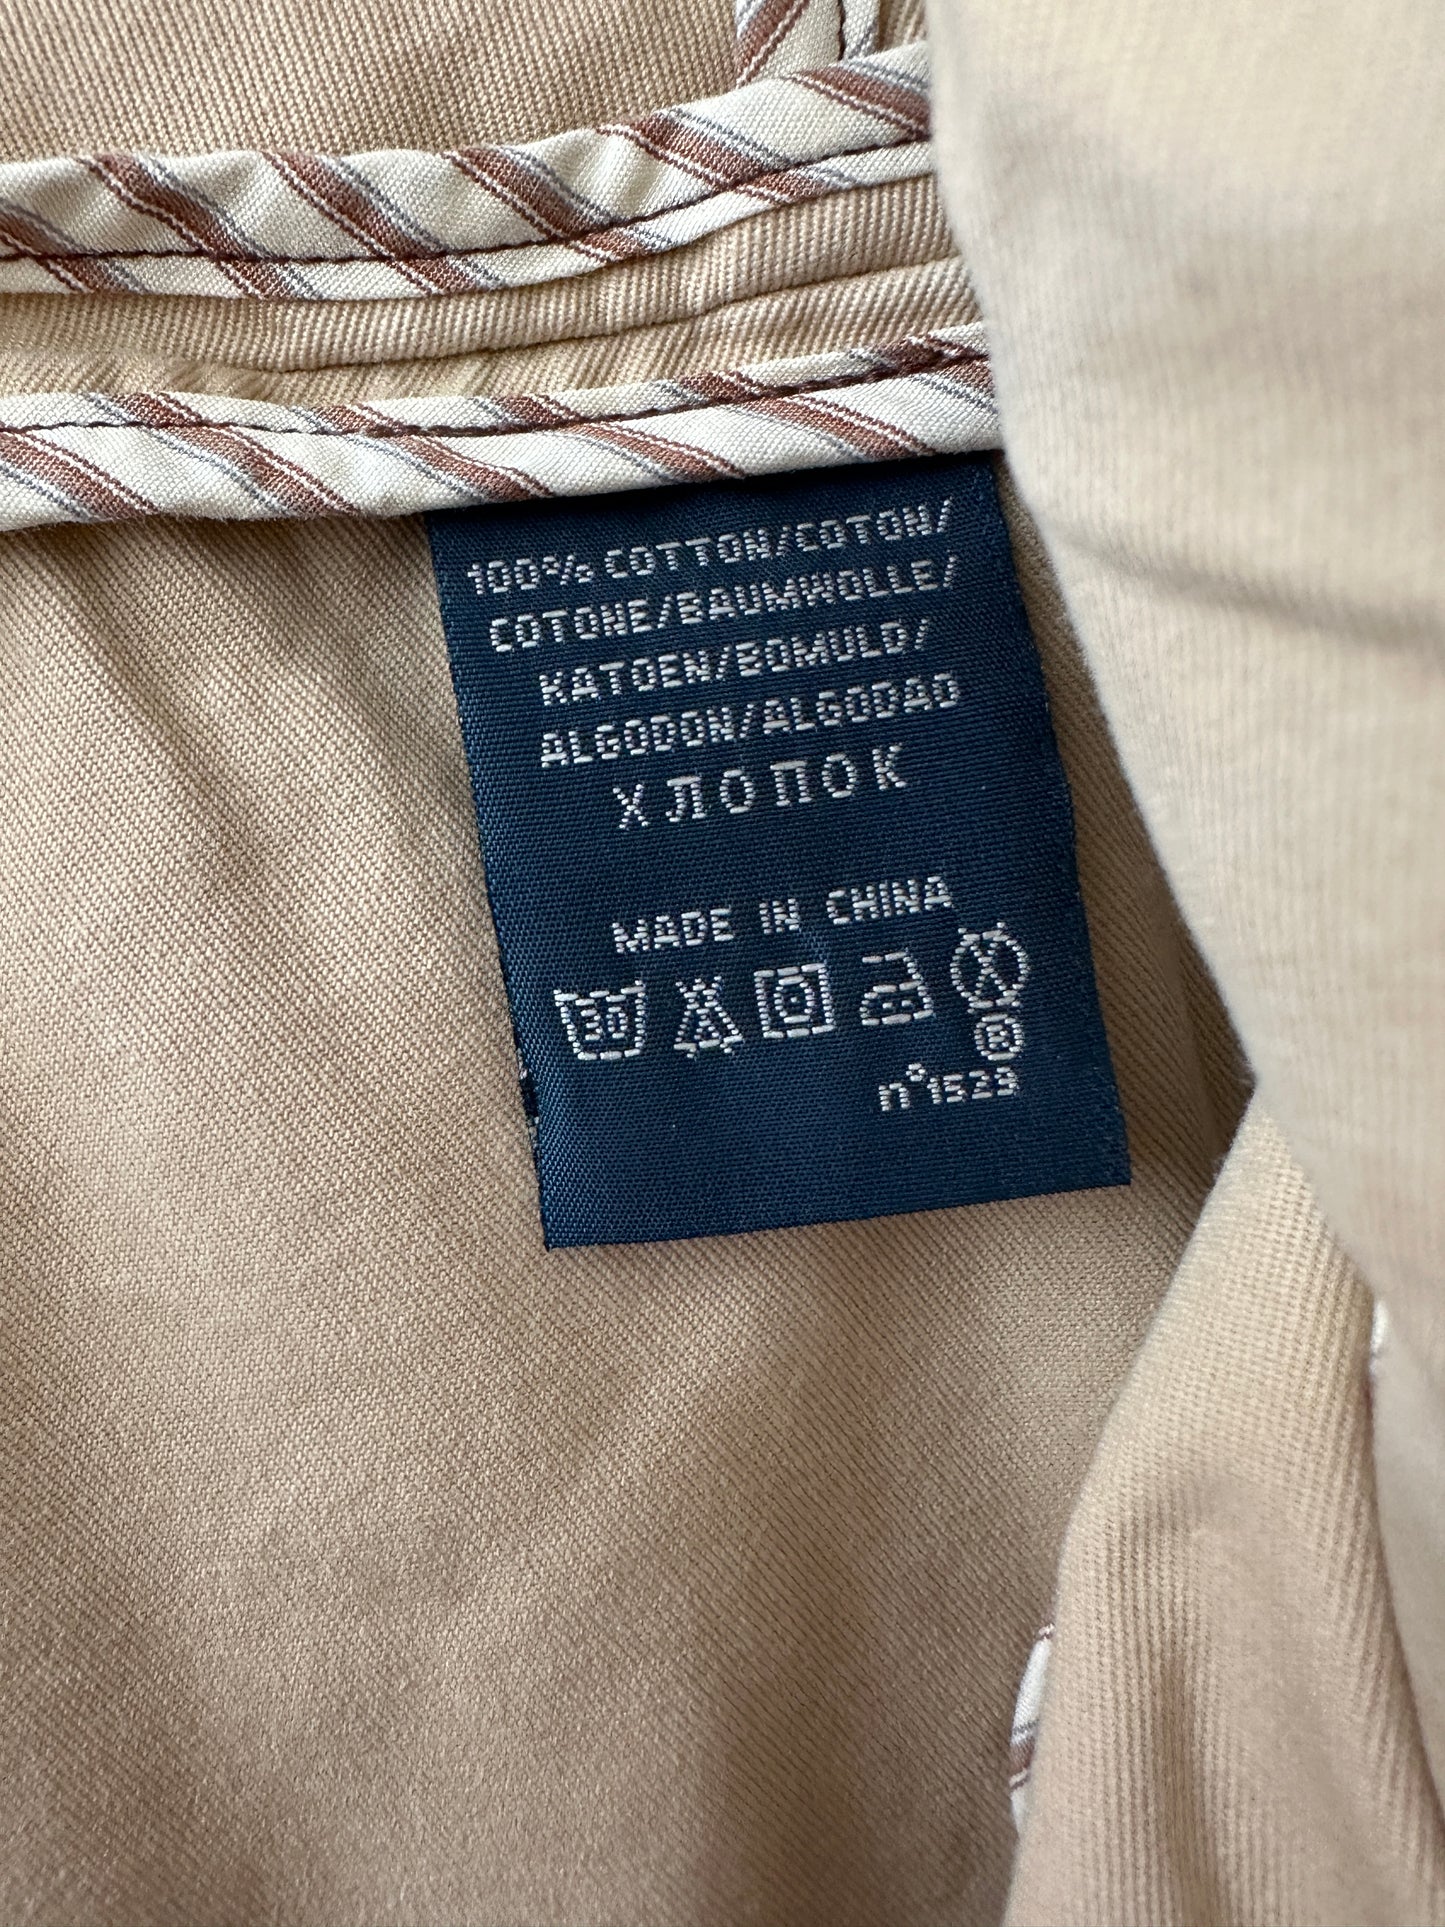 100% COTTON/COTON/
COTONE/BAUMWOLLE/
KATOEN/BOMULD/
ALGODON/ALGODAO
ХЛОПОК
MADE IN CHINA
30
®
n°1529